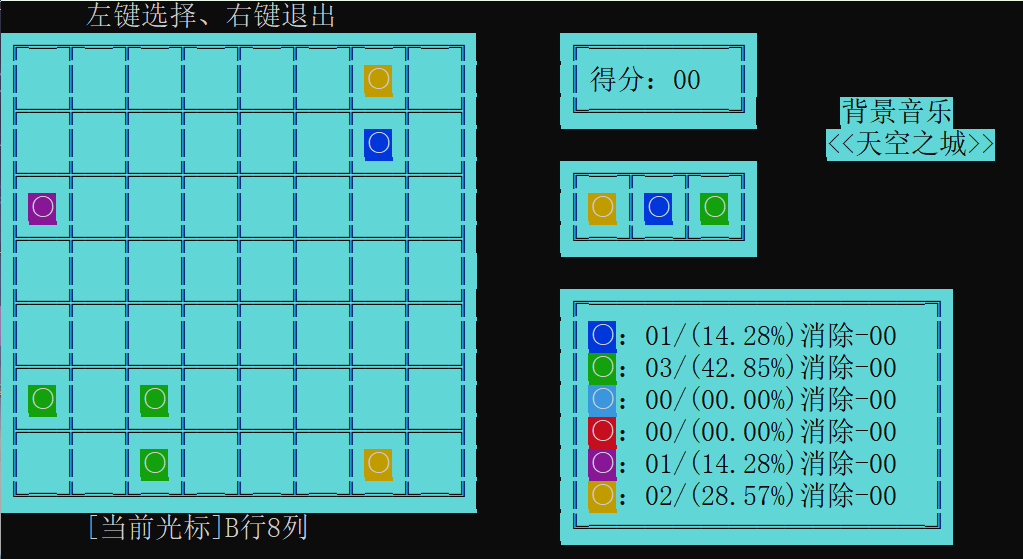 左键选择、右键退出
得分：00
背景音乐
<<天空之城>>
○：01/(14.28%)消除-00
○：03/(42.85%)消除-00
○：00/(00.00%)消除-00
○：00/(00.00%)消除-00
○：01/(14.28%)消除-00
○：02/(28.57%)消除-00
[当前光标]B行8列